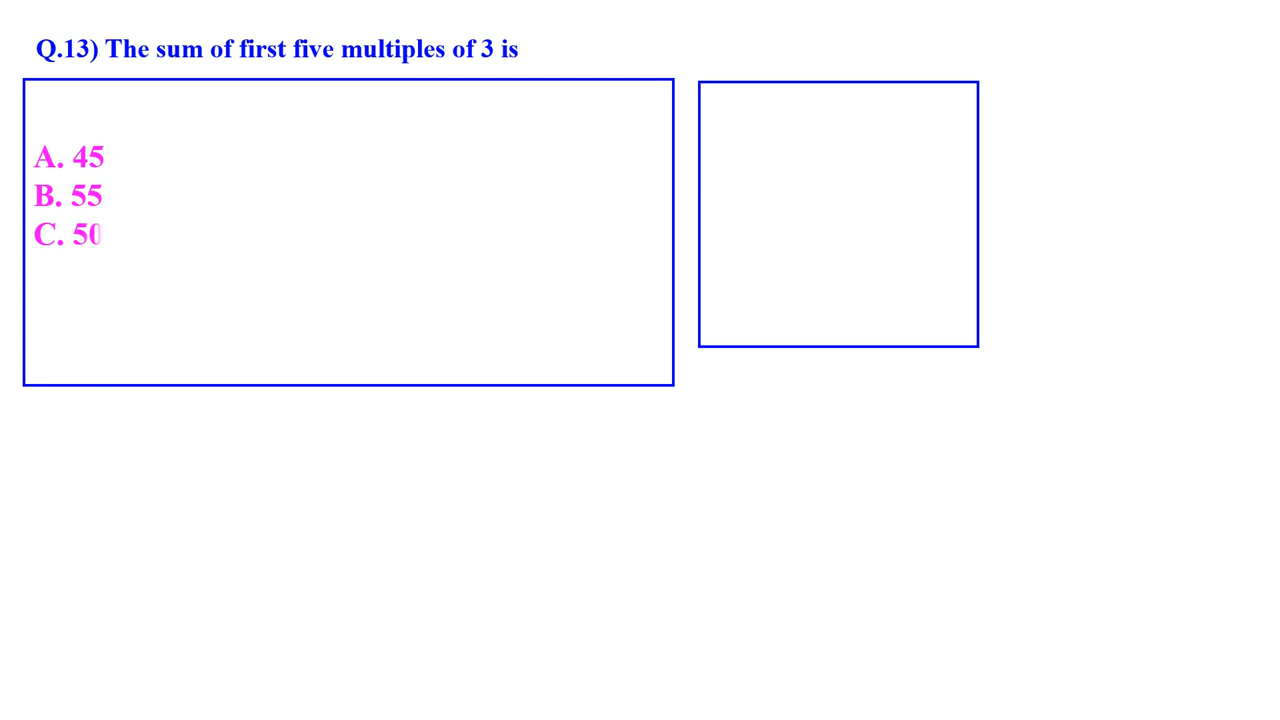 Q.13) The sum of first five multiples of 3 is
A. 45
B. 55
C. 50